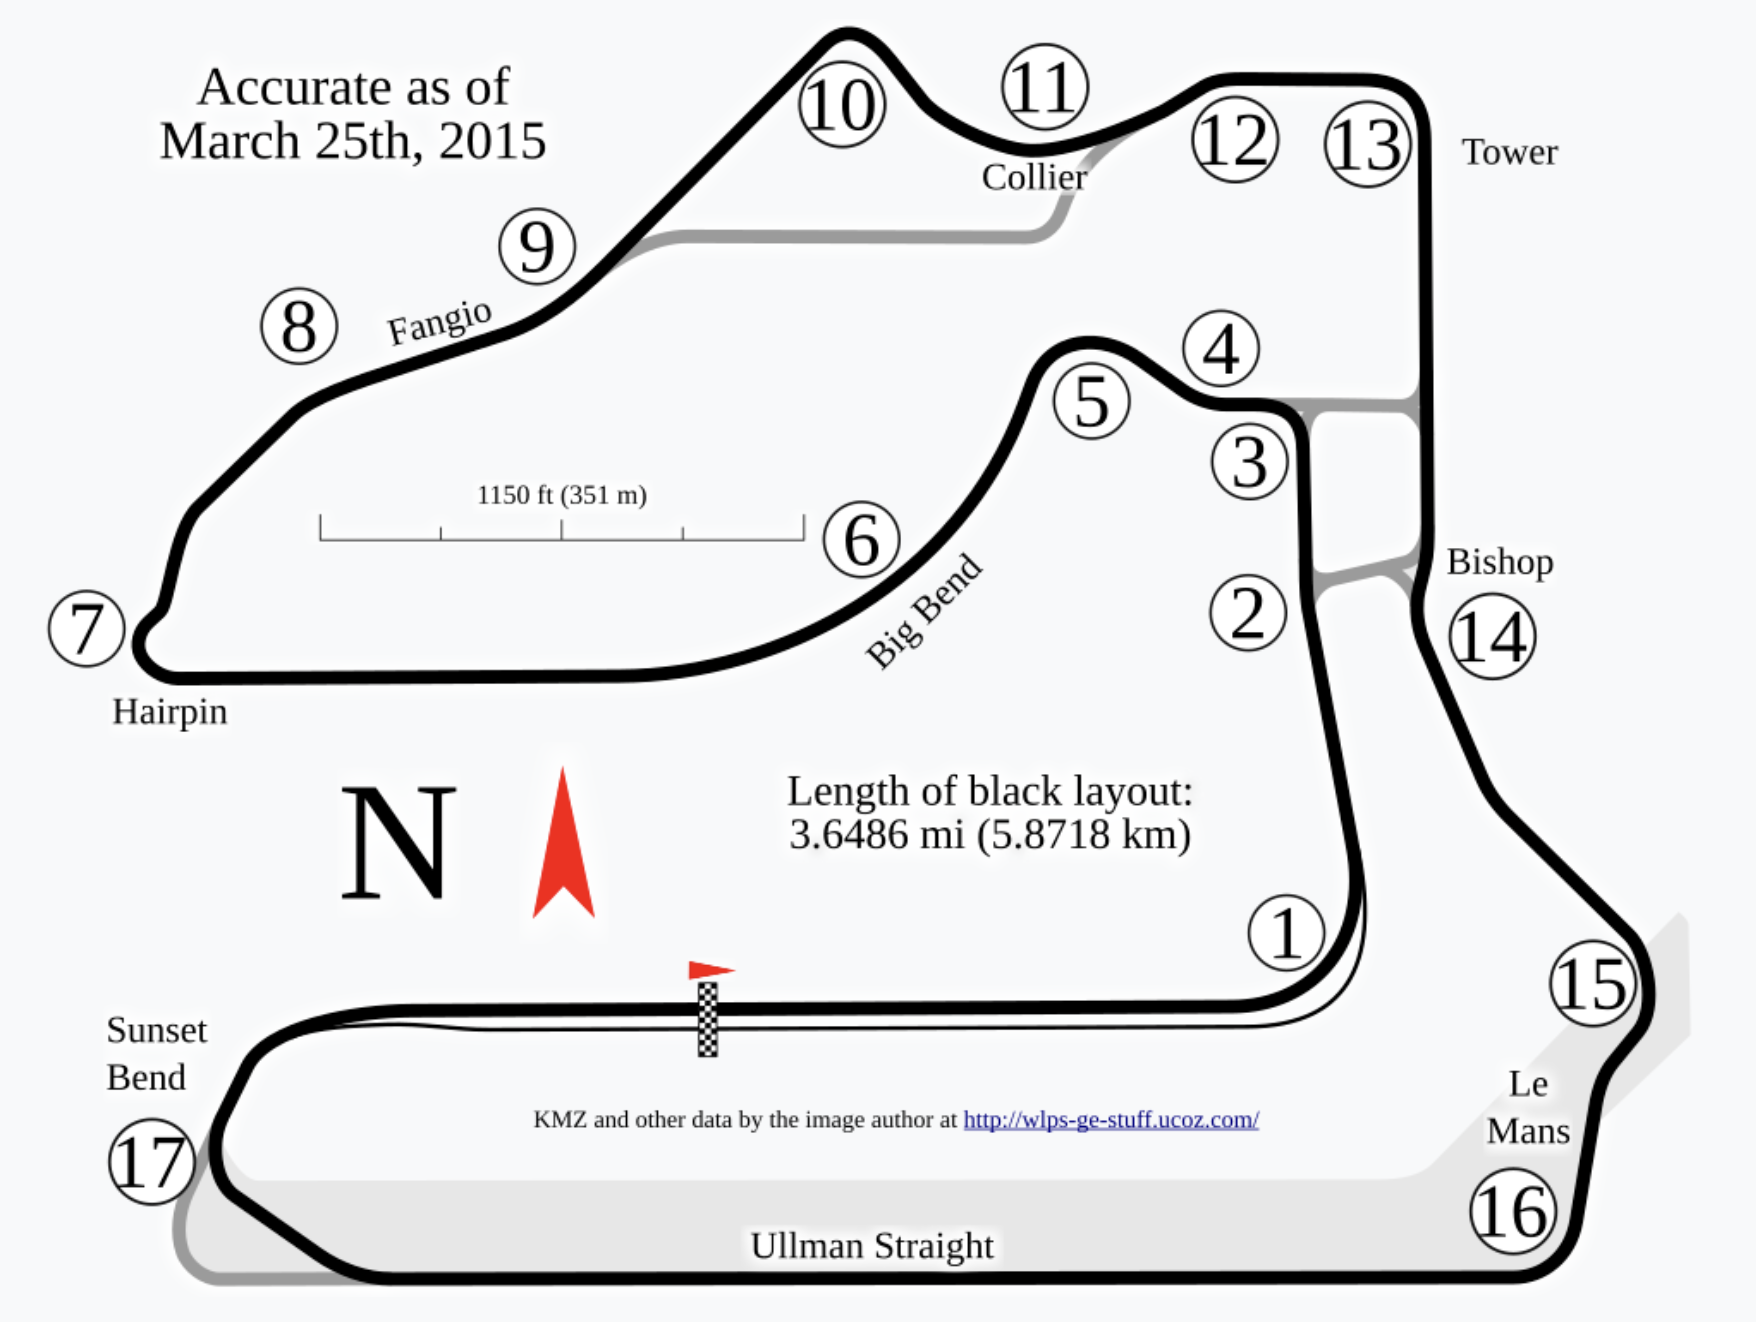 Accurate as of
March 25th, 2015
10
11
Collier
12
13
Tower
9
8
Fangio
4
5
3
1150 ft (351 m)
6
Big Bend
Bishop
2
14
7
Hairpin
N
Length of black layout:
3.6486 mi (5.8718 km)
1
15
Sunset
Bend
Le
Mans
KMZ and other data by the image author at http://wlps-ge-stuff.ucoz.com/
17
16
Ullman Straight